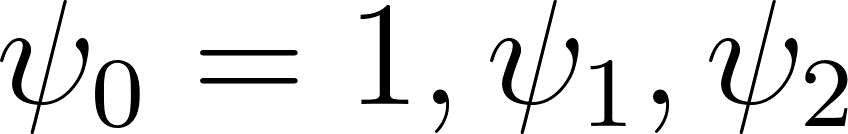 ψ₀ = 1, ψ₁, ψ₂